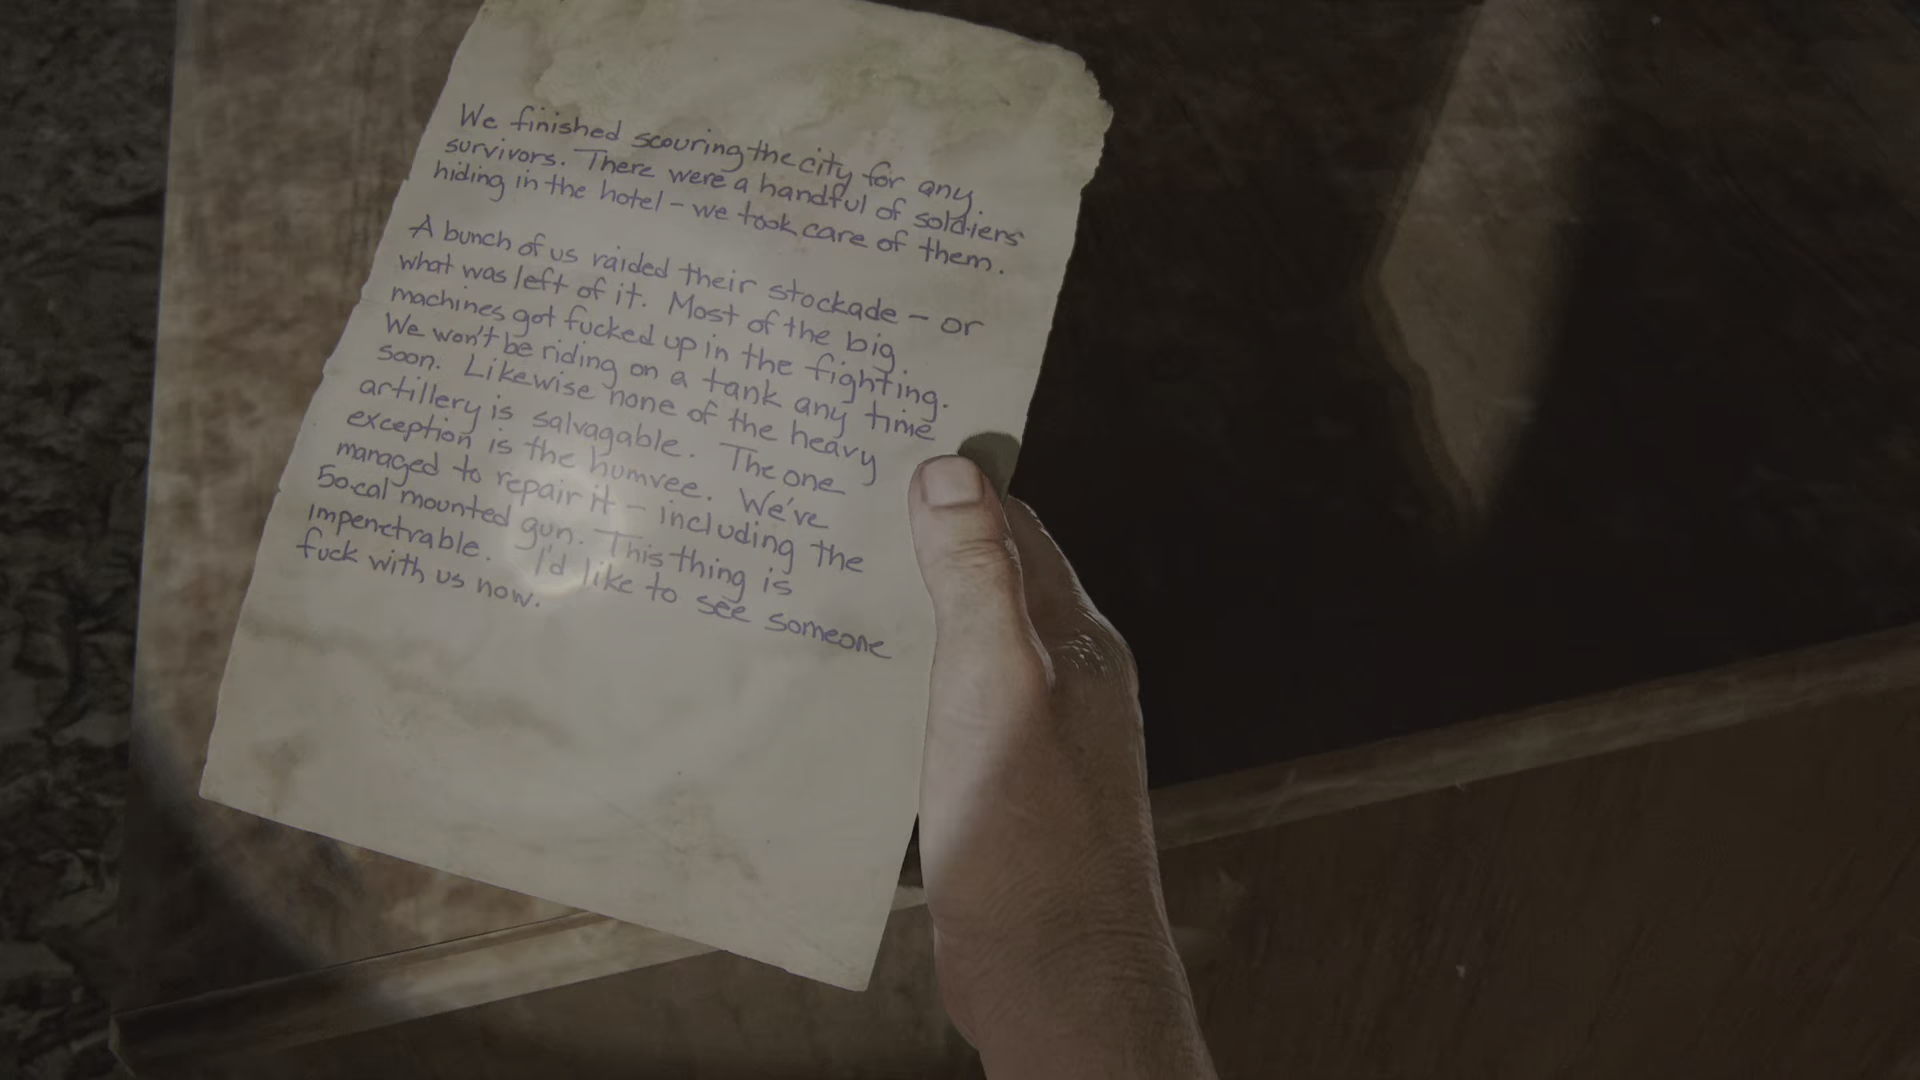 We finished scouring the city for any
survivors. There were a handful of soldiers
hiding in the hotel - we took care of them.
A bunch of us raided their stockade - or
what was left of it. Most of the big
machines got fucked up in the fighting.
We won't be riding on a tank any time
soon. Likewise none of the heavy
artillery is salvagable. The one
exception is the humvee. We've
managed to repair it - including the
50.cal mounted gun. This thing is
impenetrable. I'd like to see someone
fuck with us now.